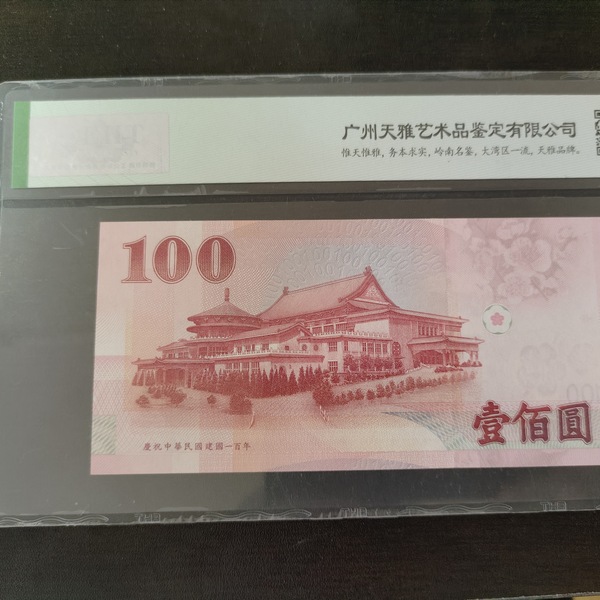 广州天雅艺术品鉴定有限公司
惟天惟雅，务本求实，岭南名鉴，大湾区一流，天雅品牌。
100
慶祝中華民國建國一百年
壹佰圓